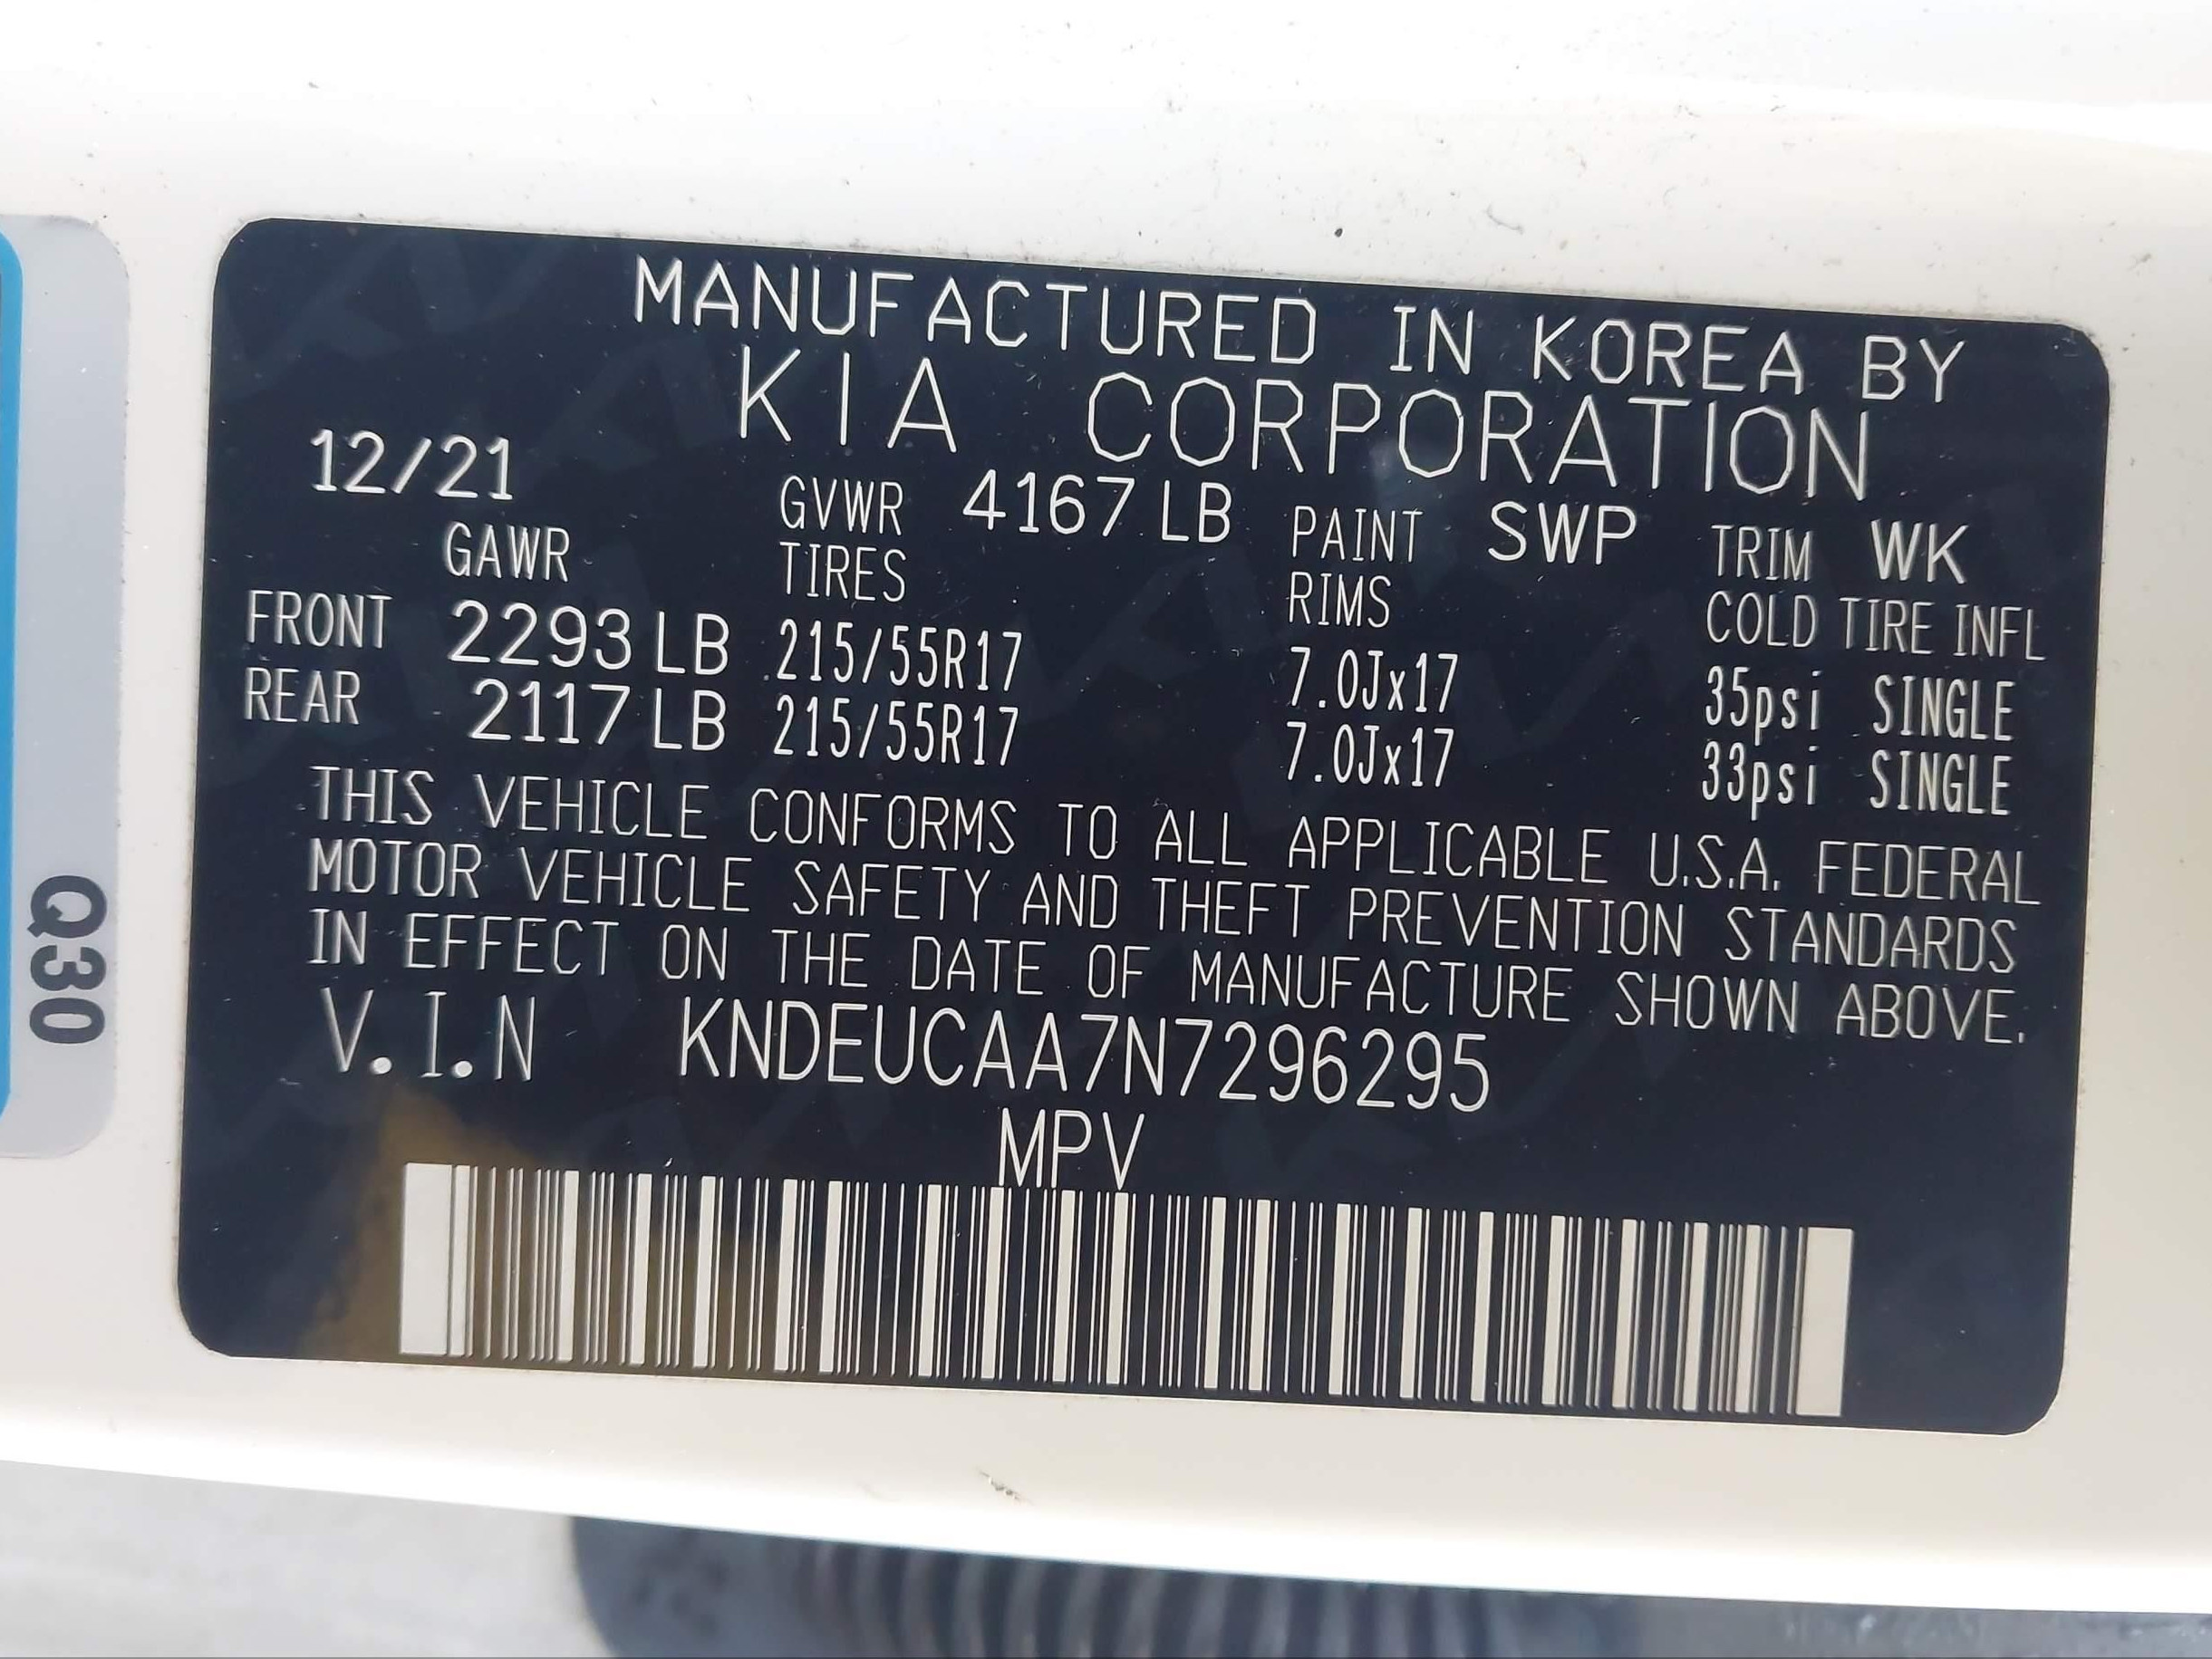 MANUFACTURED IN KOREA BY
KIA CORPORATION
12/21 GVWR 4167 LB PAINT SWP TRIM WK
GAWR TIRES RIMS COLD TIRE INFL
FRONT 2293 LB 215/55R17 7.0Jx17 35psi SINGLE
REAR 2117 LB 215/55R17 7.0Jx17 33psi SINGLE
THIS VEHICLE CONFORMS TO ALL APPLICABLE U.S.A. FEDERAL
MOTOR VEHICLE SAFETY AND THEFT PREVENTION STANDARDS
IN EFFECT ON THE DATE OF MANUFACTURE SHOWN ABOVE.
V.I.N KNDEUCAA7N7296295
MPV
Q30